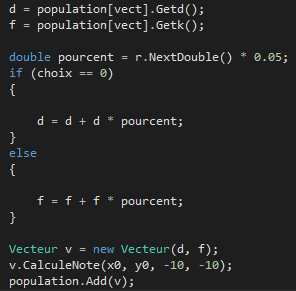 d = population[vect].Getd();
f = population[vect].Getk();
double pourcent = r.NextDouble() * 0.05;
if (choix == 0)
{
d = d + d * pourcent;
}
else
{
f = f + f * pourcent;
}
Vecteur v = new Vecteur(d, f);
v.CalculeNote(x0, y0, -10, -10);
population.Add(v);